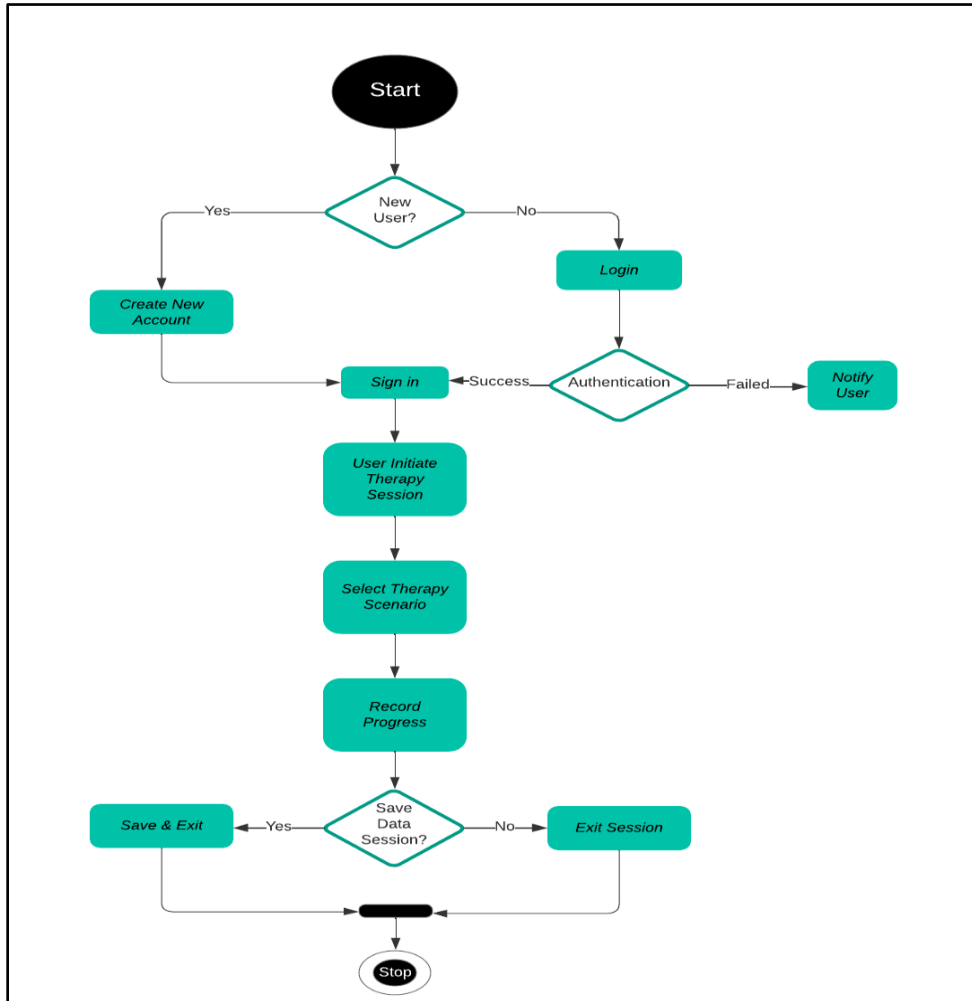 Start
New
User?
Yes
No
Login
Create New
Account
Sign in
Success
Authentication
Failed
Notify
User
User Initiate
Therapy
Session
Select Therapy
Scenario
Record
Progress
Save & Exit
Yes
Save
Data
Session?
No
Exit Session
Stop